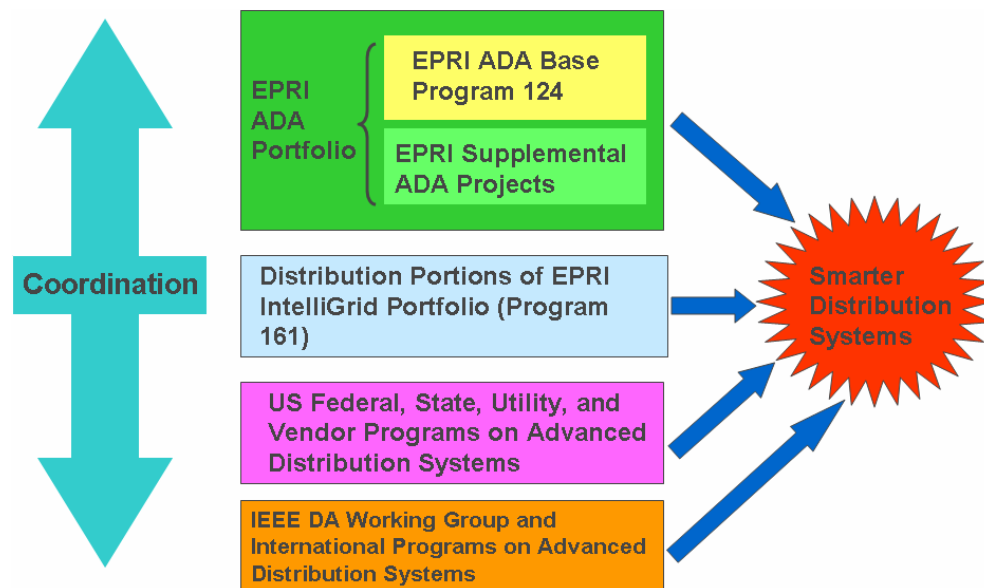 EPRI ADA Base
Program 124
EPRI
ADA
Portfolio
EPRI Supplemental
ADA Projects
Coordination
Distribution Portions of EPRI
IntelliGrid Portfolio (Program
161)
Smarter
Distribution
Systems
US Federal, State, Utility, and
Vendor Programs on Advanced
Distribution Systems
IEEE DA Working Group and
International Programs on Advanced
Distribution Systems